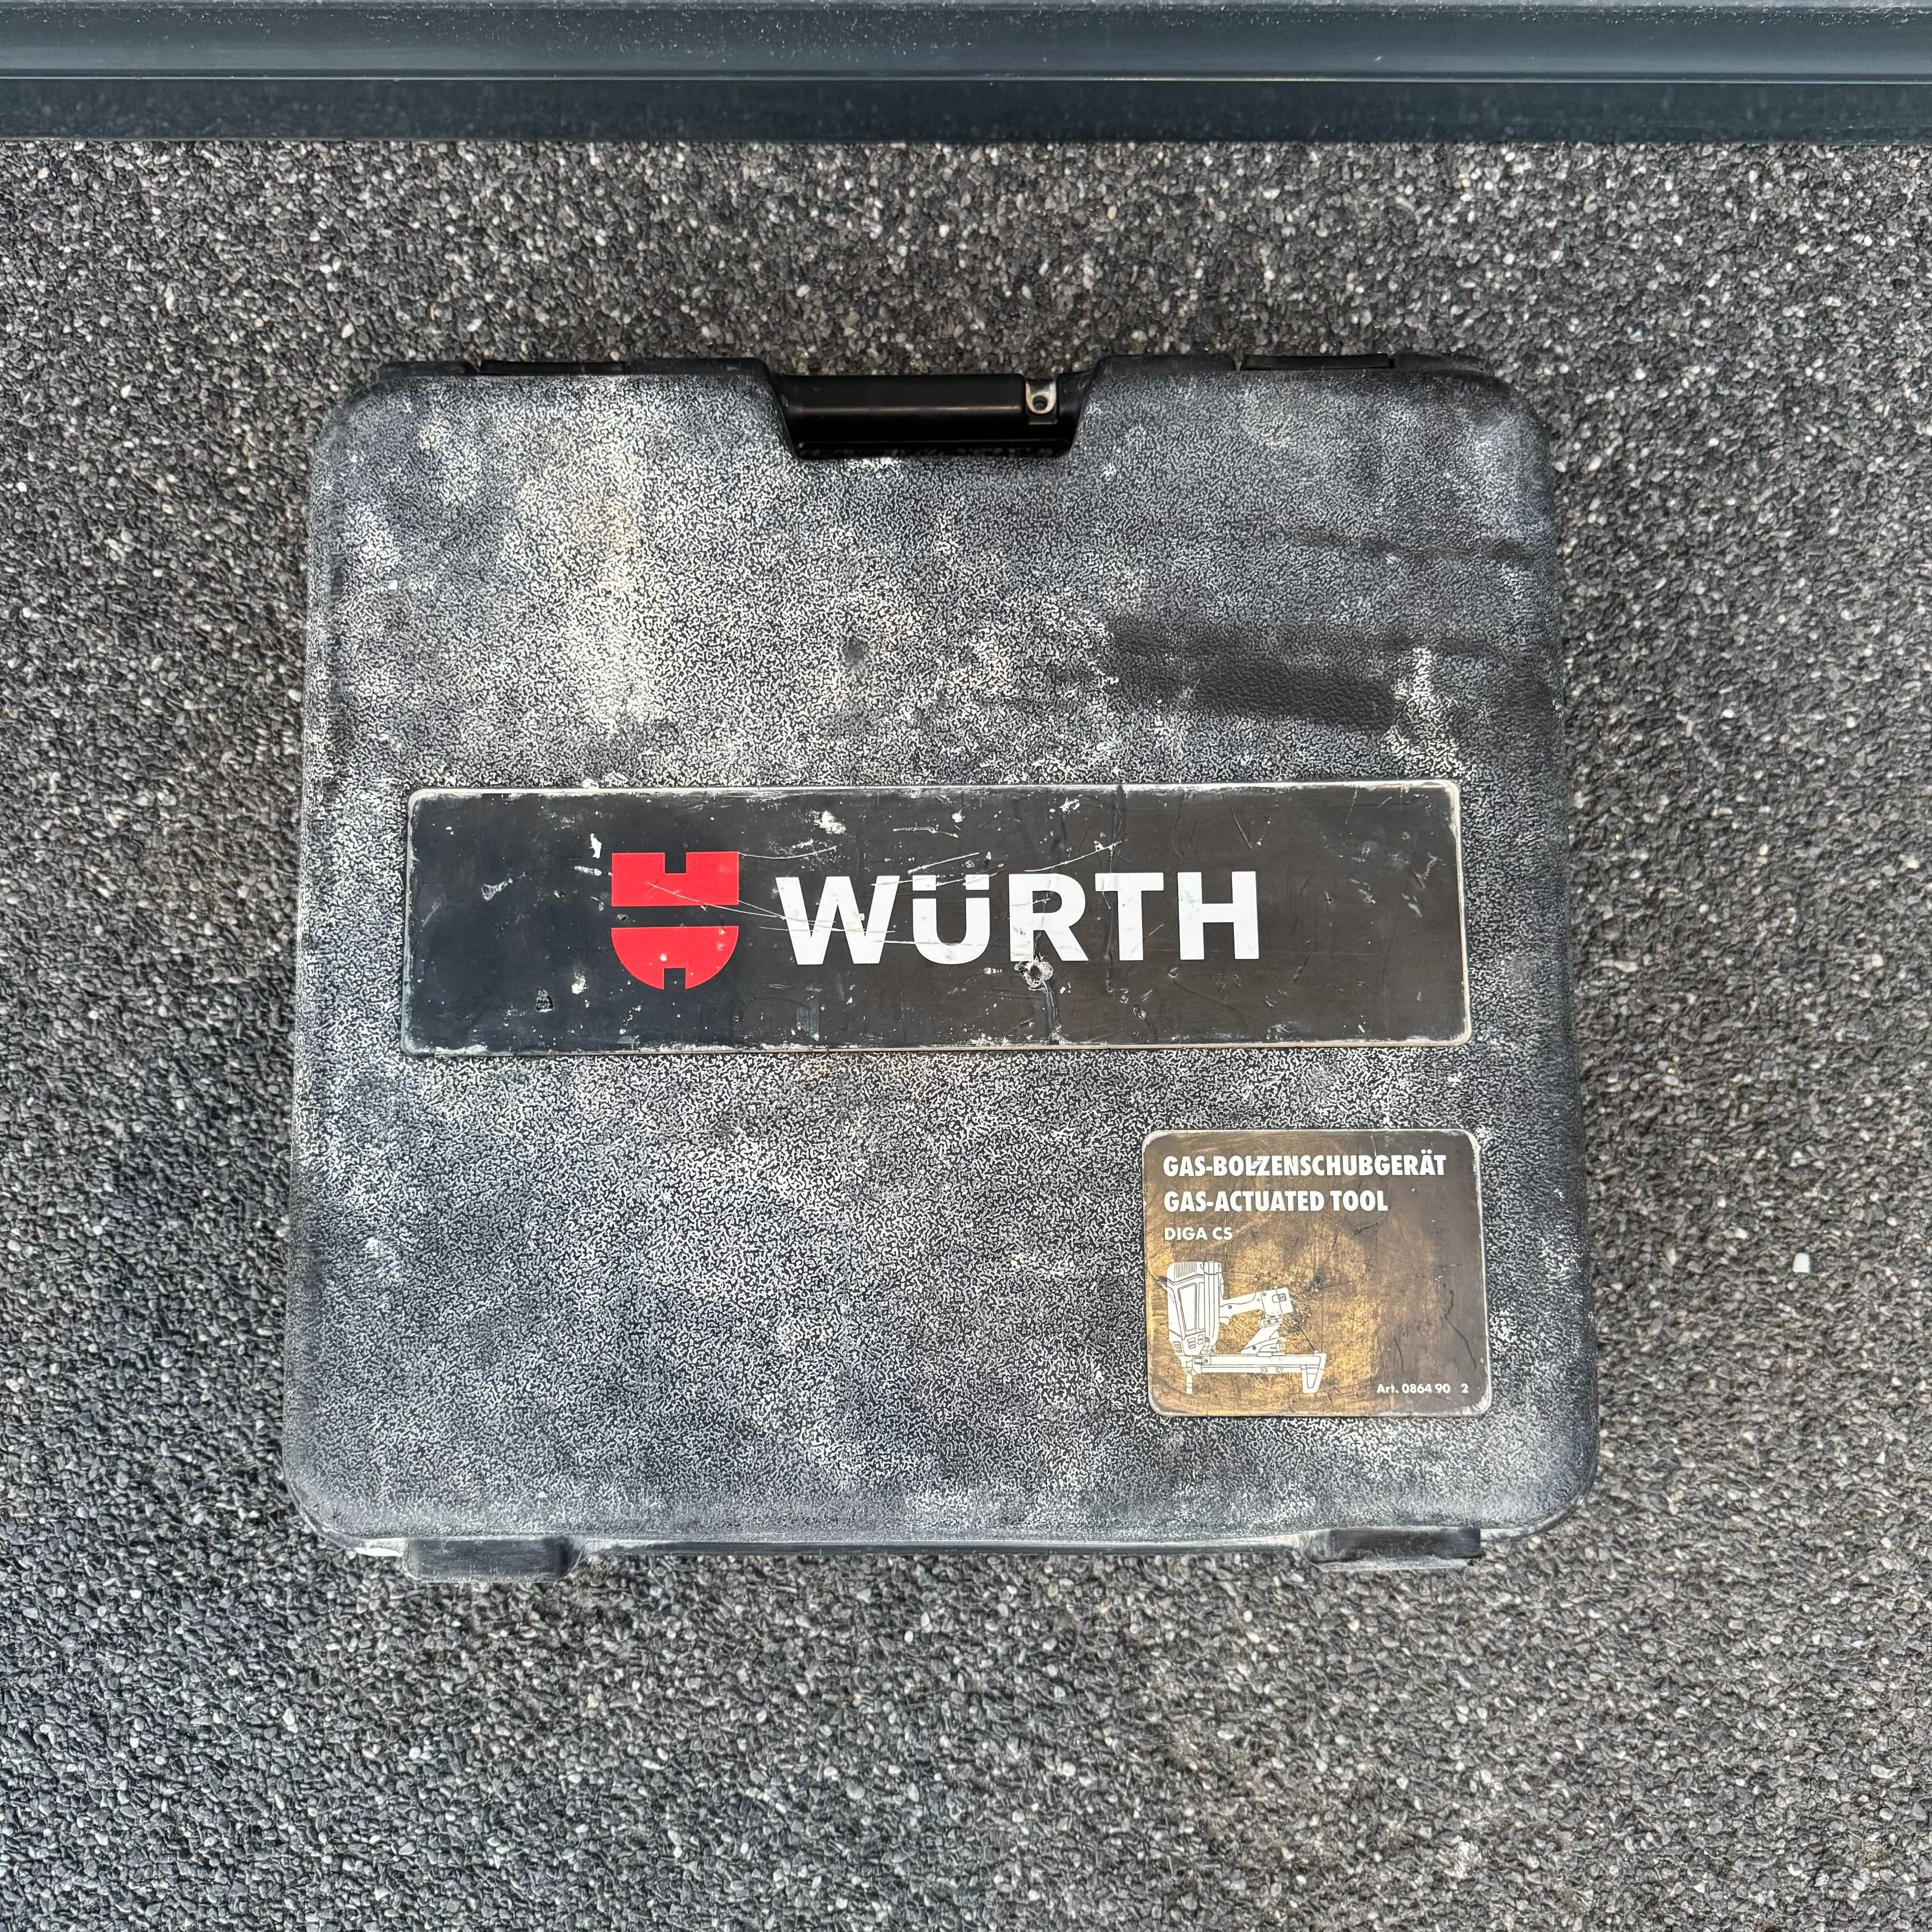 WÜRTH
GAS-BOLZENSCHUBGERÄT
GAS-ACTUATED TOOL
DIGA CS
Art. 0864 90 2